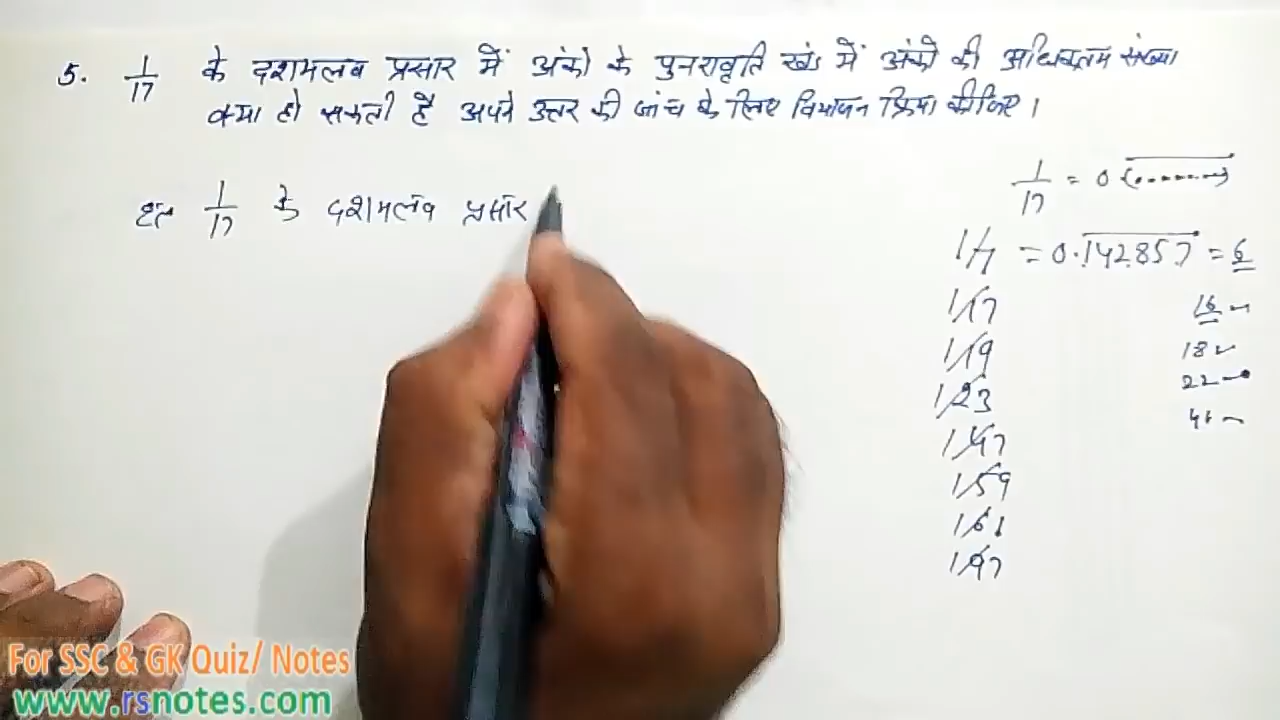 5. 1/17 के दशमलव प्रसार में अंको के पुनरावृति खंड में अंको की अधिकतम संख्या
क्या हो सकती है अपने उत्तर की जांच के लिए विभाजन क्रिया कीजिए ।
हल 1/17 के दशमलव प्रसार
1/17 = 0.(........)
1/7 = 0.142857 = 6
1/17 16
1/19 18
1/23 22
1/47 46
1/59
1/61
1/97
For SSC & GK Quiz/ Notes
www.rsnotes.com